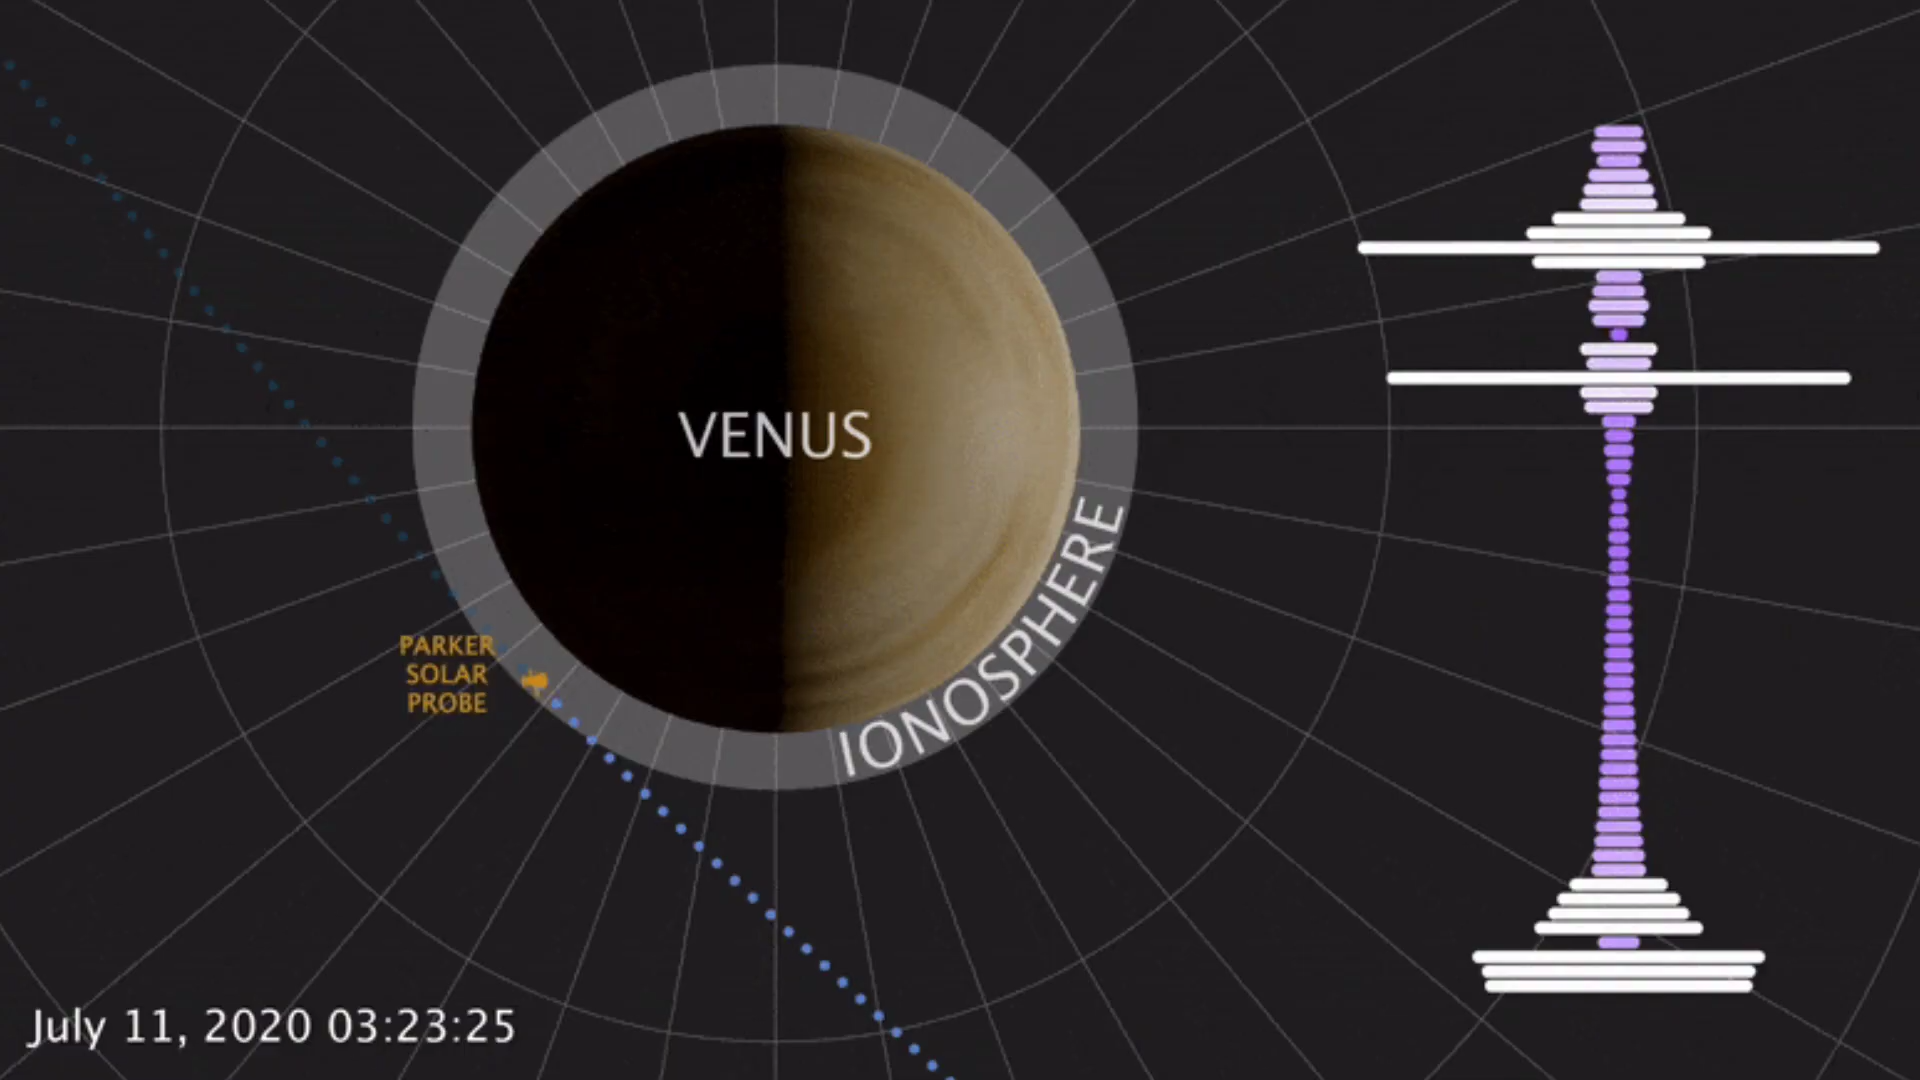 VENUS
IONOSPHERE
PARKER
SOLAR
PROBE
July 11, 2020 03:23:25